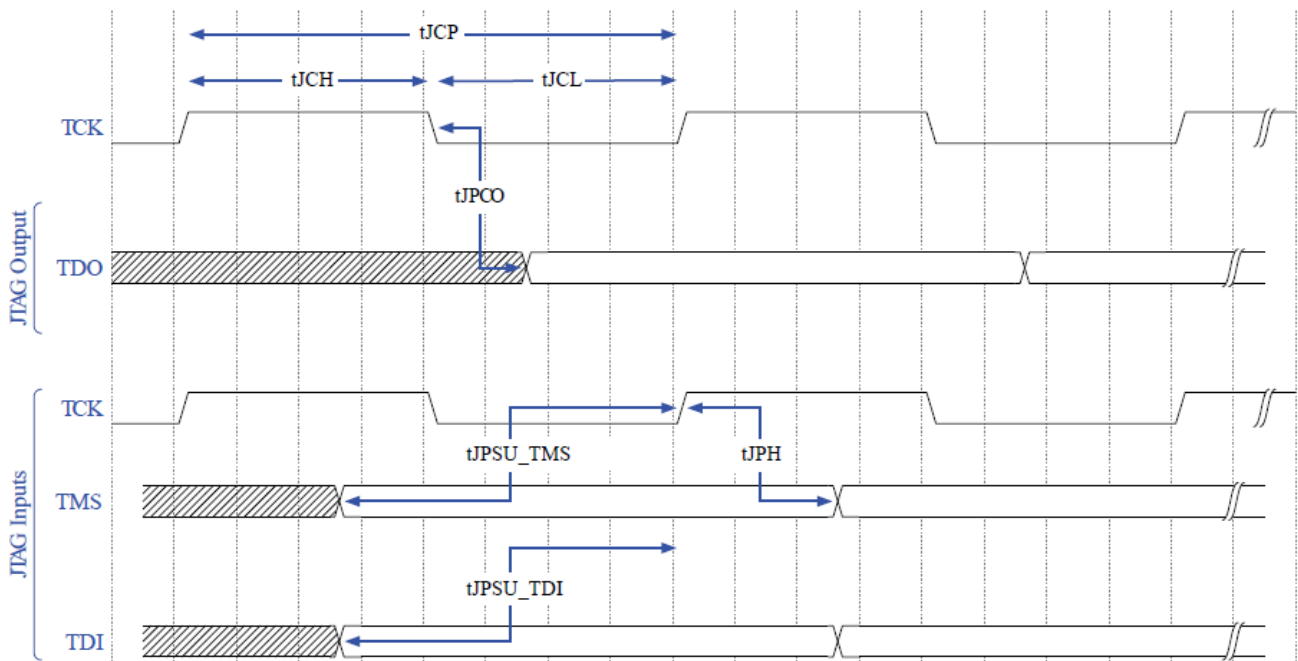 tJCP
tJCH
tJCL
TCK
tJPCO
JTAG Output
TDO
TCK
tJPSU_TMS
tJPH
JTAG Inputs
TMS
tJPSU_TDI
TDI